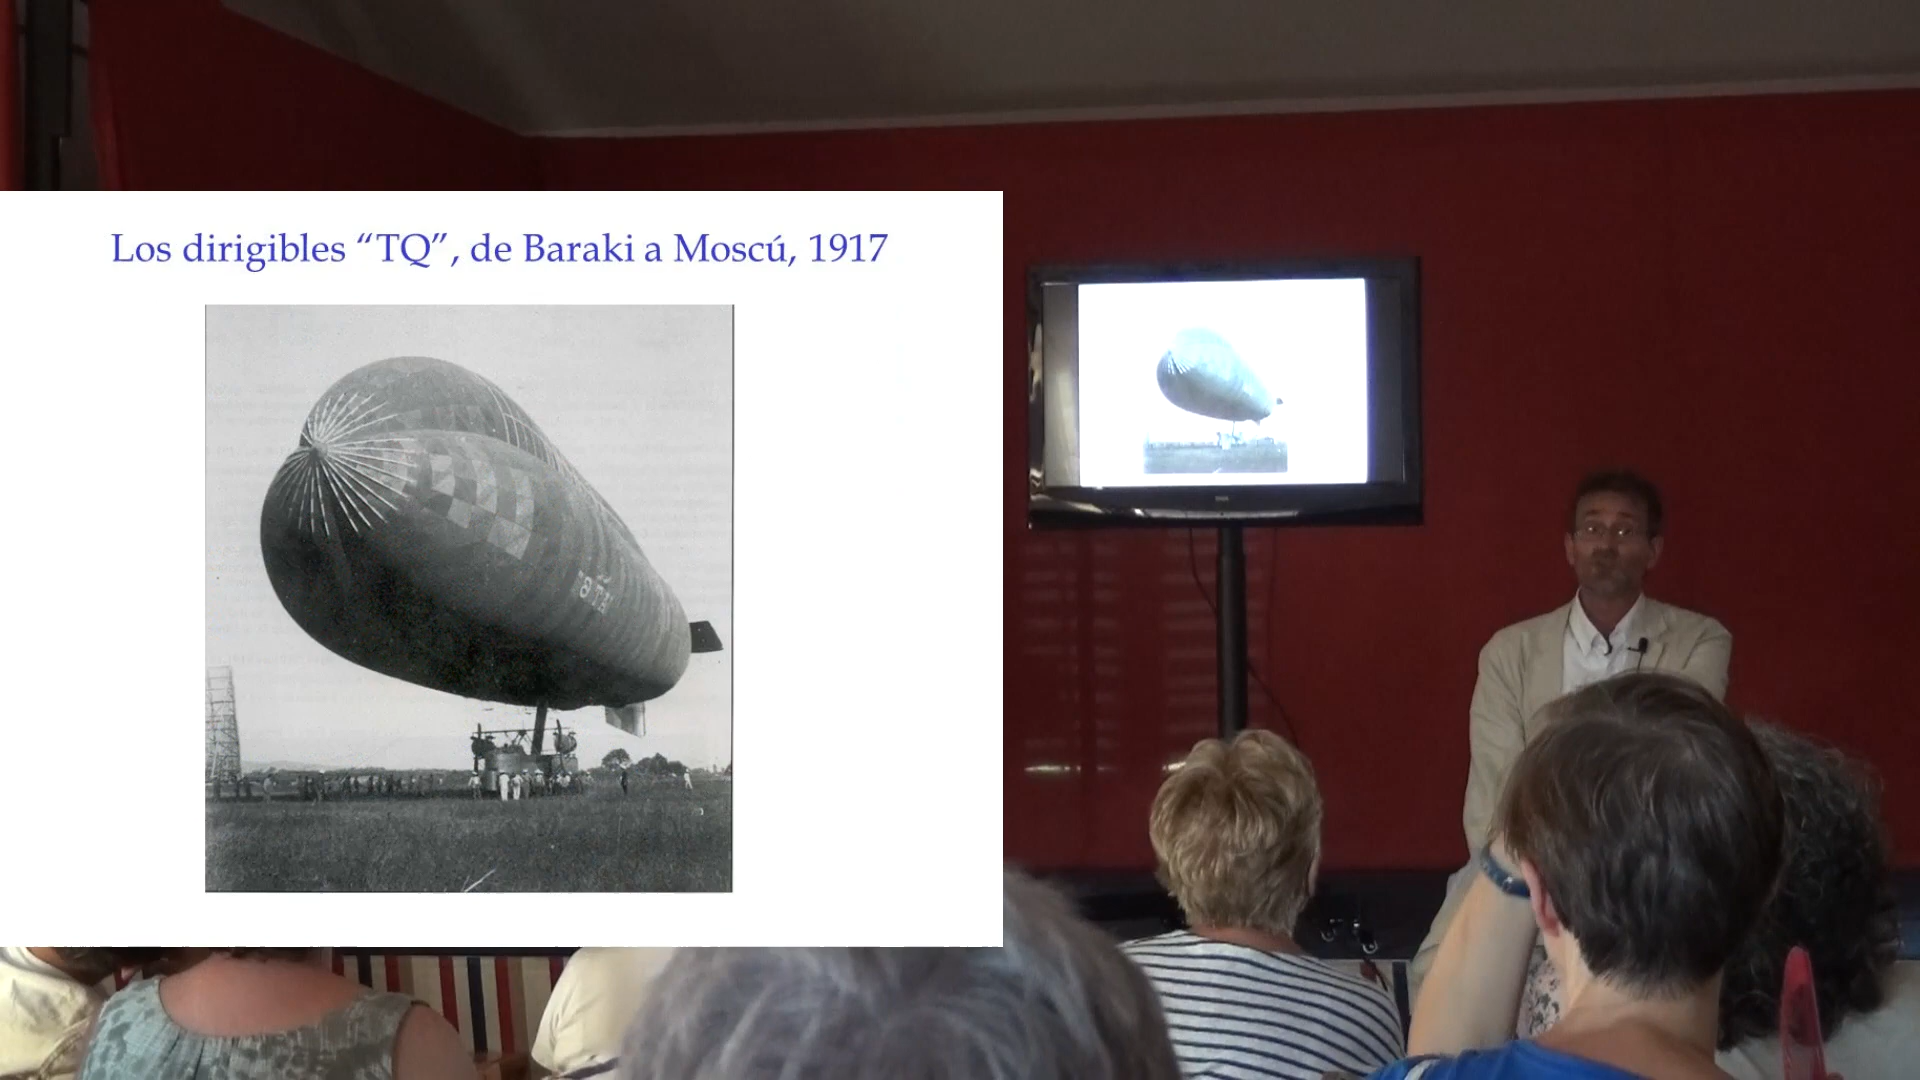 Los dirigibles “TQ”, de Baraki a Moscú, 1917